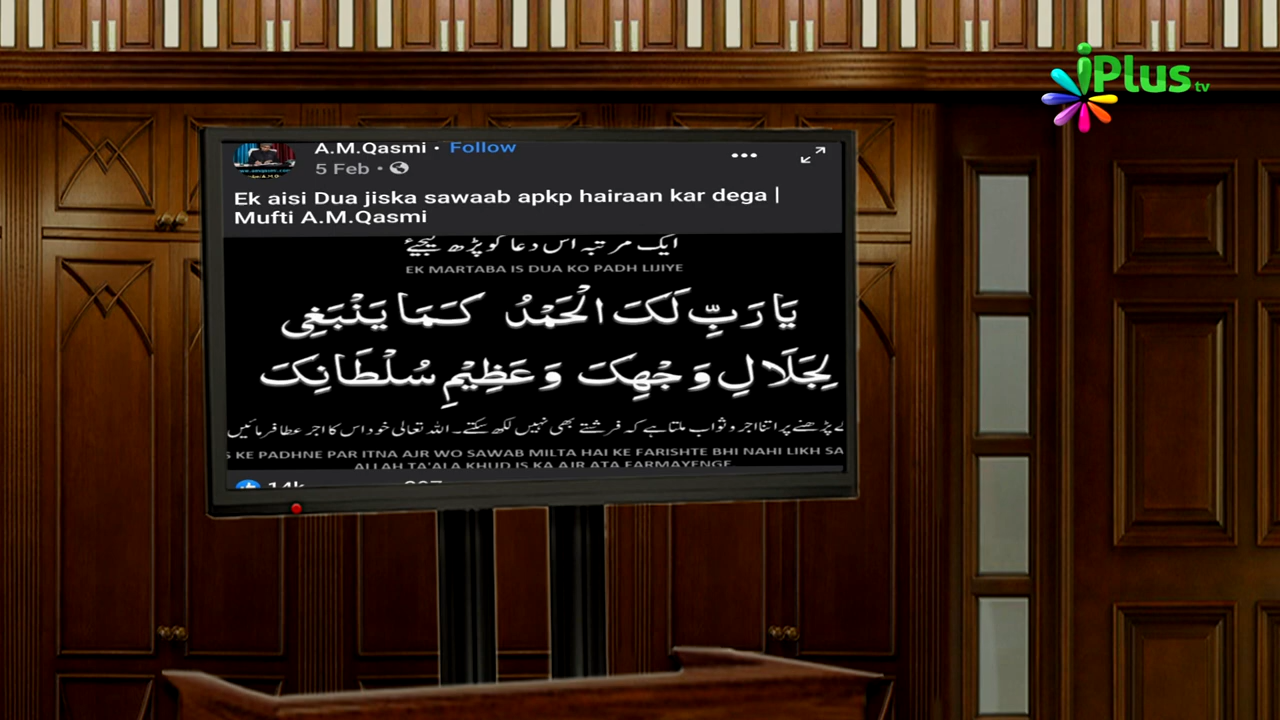 iPlus tv
A.M.Qasmi • Follow
5 Feb •
Ek aisi Dua jiska sawaab apkp hairaan kar dega |
Mufti A.M.Qasmi
ایک مرتبہ اس دعا کو پڑھ لیجیئے
EK MARTABA IS DUA KO PADH LIJIYE
يَا رَبِّ لَكَ الْحَمْدُ كَمَا يَنْبَغِي
لِجَلَالِ وَجْهِكَ وَعَظِيْمِ سُلْطَانِكَ
پڑھنے پر اتنا اجر و ثواب ملتا ہے کہ فرشتے بھی نہیں لکھ سکتے۔ اللہ تعالی خود اس کا اجر عطا فرمائیں
KE PADHNE PAR ITNA AJR WO SAWAB MILTA HAI KE FARISHTE BHI NAHI LIKH SA
ALLAH TA'ALA KHUD IS KA AJR ATA FARMAYENGE
14k